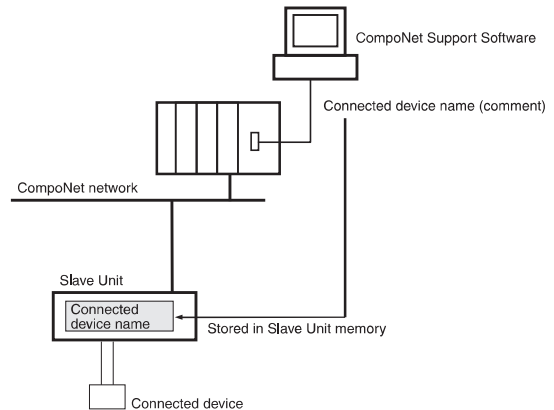 CompoNet Support Software
Connected device name (comment)
CompoNet network
Slave Unit
Connected
device name
Stored in Slave Unit memory
Connected device